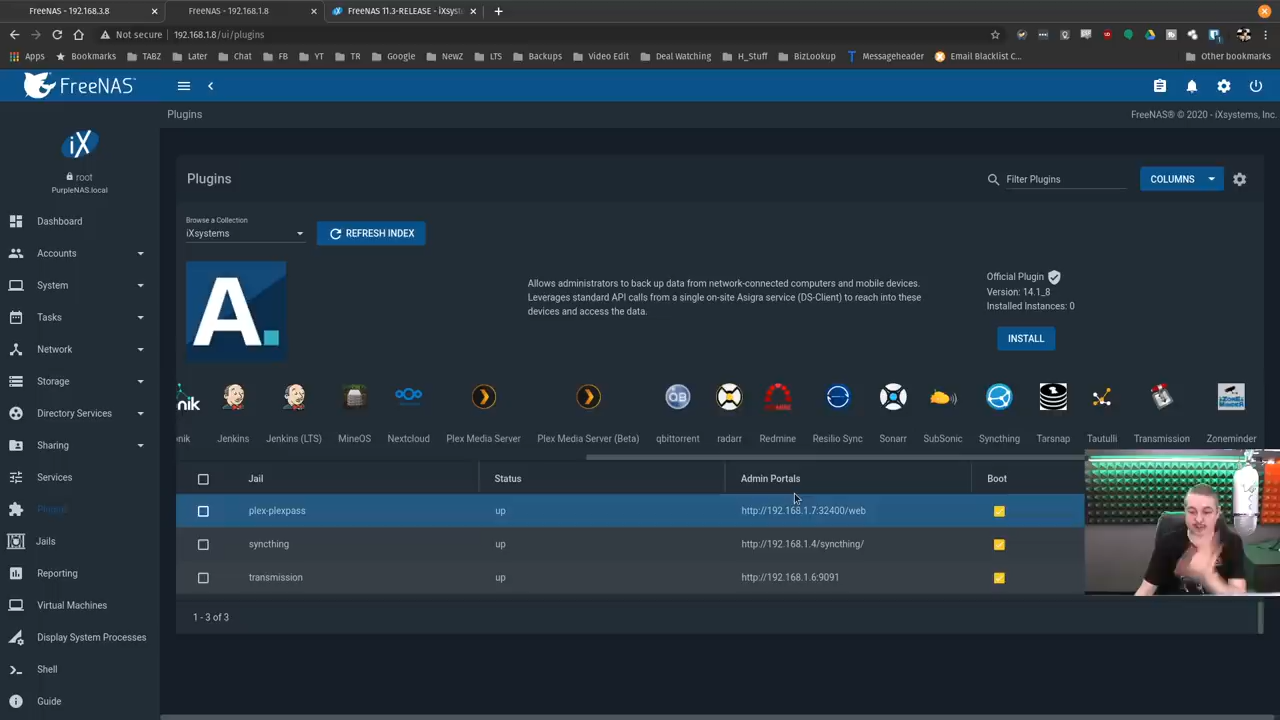 FreeNAS - 192.168.3.8
FreeNAS - 192.168.1.8
FreeNAS 11.3-RELEASE - iXsyst
Not secure
192.168.1.8/ui/plugins
Apps
Bookmarks
TABZ
Later
Chat
FB
YT
TR
Google
NewZ
LTS
Backups
Video Edit
Deal Watching
H_Stuff
BizLookup
Messageheader
Email Blacklist C...
Other bookmarks
FreeNAS
Plugins
FreeNAS® © 2020 - iXsystems, Inc.
iX
root
PurpleNAS.local
Dashboard
Accounts
System
Tasks
Network
Storage
Directory Services
Sharing
Services
Plugins
Jails
Reporting
Virtual Machines
Display System Processes
Shell
Guide
Plugins
Filter Plugins
COLUMNS
Browse a Collection
iXsystems
REFRESH INDEX
A.
Allows administrators to back up data from network-connected computers and mobile devices.
Leverages standard API calls from a single on-site Asigra service (DS-Client) to reach into these
devices and access the data.
Official Plugin
Version: 14.1_8
Installed Instances: 0
INSTALL
nik
QB
onik
Jenkins
Jenkins (LTS)
MineOS
Nextcloud
Plex Media Server
Plex Media Server (Beta)
qbittorrent
radarr
Redmine
Resilio Sync
Sonarr
SubSonic
Syncthing
Tarsnap
Tautulli
Transmission
Zoneminder
Jail
Status
Admin Portals
Boot
plex-plexpass
up
http://192.168.1.7:32400/web
syncthing
up
http://192.168.1.4/syncthing/
transmission
up
http://192.168.1.6:9091
1 - 3 of 3